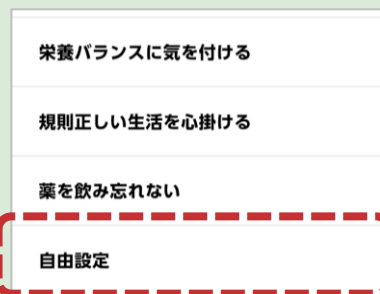 栄養バランスに気を付ける
規則正しい生活を心掛ける
薬を飲み忘れない
自由設定